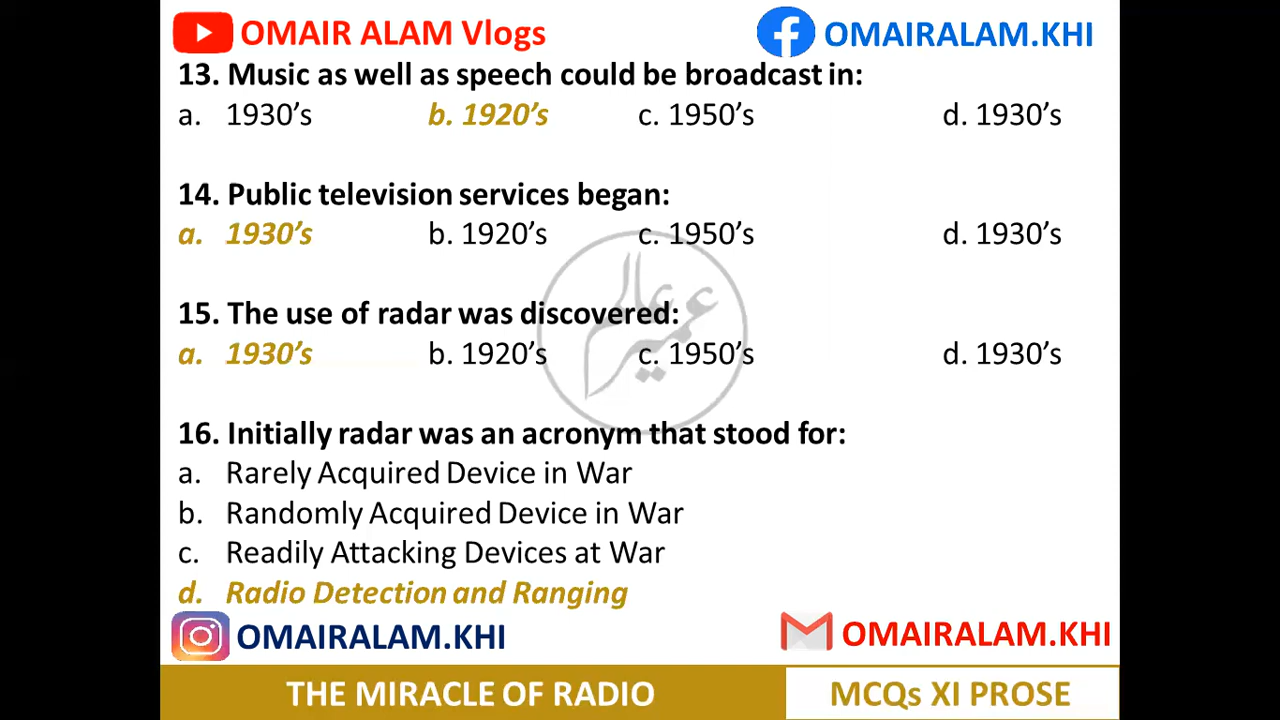 OMAIR ALAM Vlogs OMAIRALAM.KHI
13. Music as well as speech could be broadcast in:
a. 1930’s b. 1920’s c. 1950’s d. 1930’s
14. Public television services began:
a. 1930’s b. 1920’s c. 1950’s d. 1930’s
15. The use of radar was discovered:
a. 1930’s b. 1920’s c. 1950’s d. 1930’s
عمیر عالم
16. Initially radar was an acronym that stood for:
a. Rarely Acquired Device in War
b. Randomly Acquired Device in War
c. Readily Attacking Devices at War
d. Radio Detection and Ranging
OMAIRALAM.KHI OMAIRALAM.KHI
THE MIRACLE OF RADIO MCQs XI PROSE